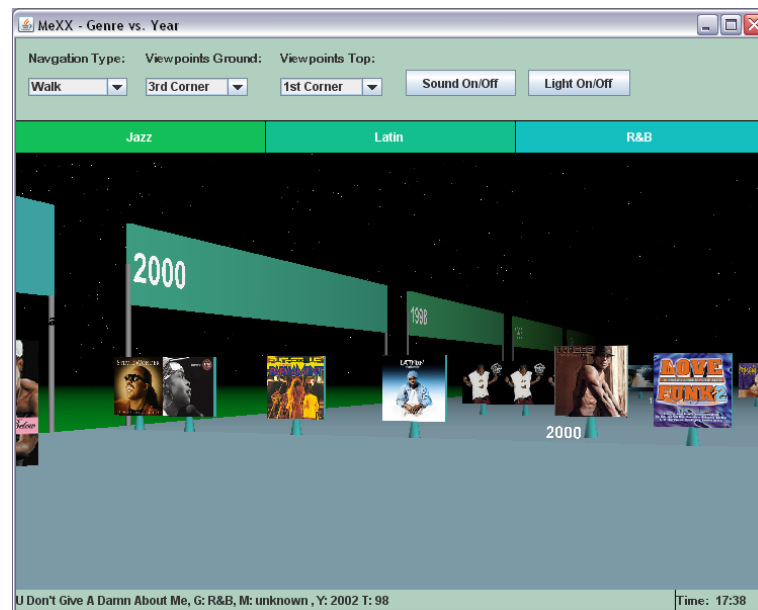 MeXX - Genre vs. Year
Navgation Type: Viewpoints Ground: Viewpoints Top:
Walk 3rd Corner 1st Corner Sound On/Off Light On/Off
Jazz Latin R&B
2000
1998
2000
LOVE
FUNK 2
U Don't Give A Damn About Me, G: R&B, M: unknown , Y: 2002 T: 98
Time: 17:38